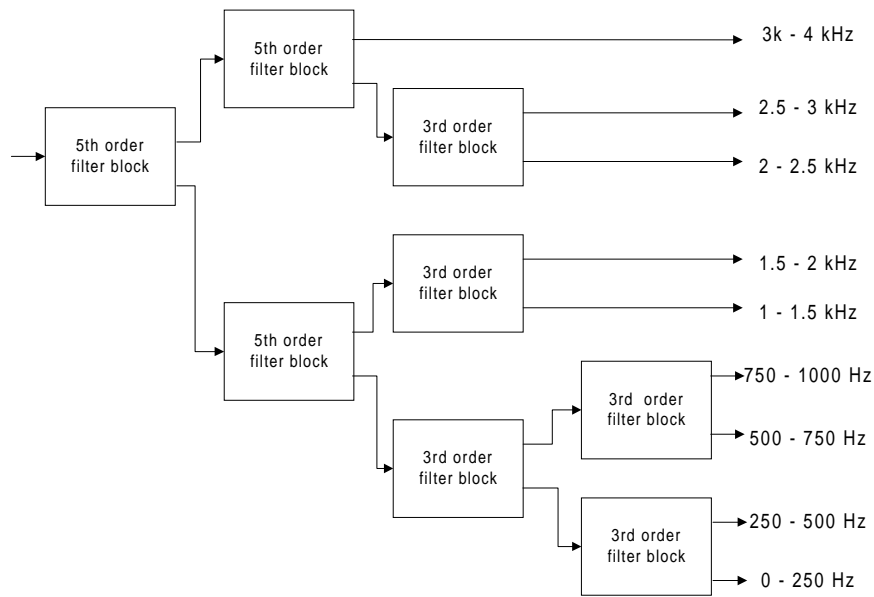 5th order
filter block
3k - 4 kHz
3rd order
filter block
2.5 - 3 kHz
2 - 2.5 kHz
5th order
filter block
3rd order
filter block
1.5 - 2 kHz
1 - 1.5 kHz
5th order
filter block
3rd order
filter block
750 - 1000 Hz
500 - 750 Hz
3rd order
filter block
3rd order
filter block
250 - 500 Hz
0 - 250 Hz